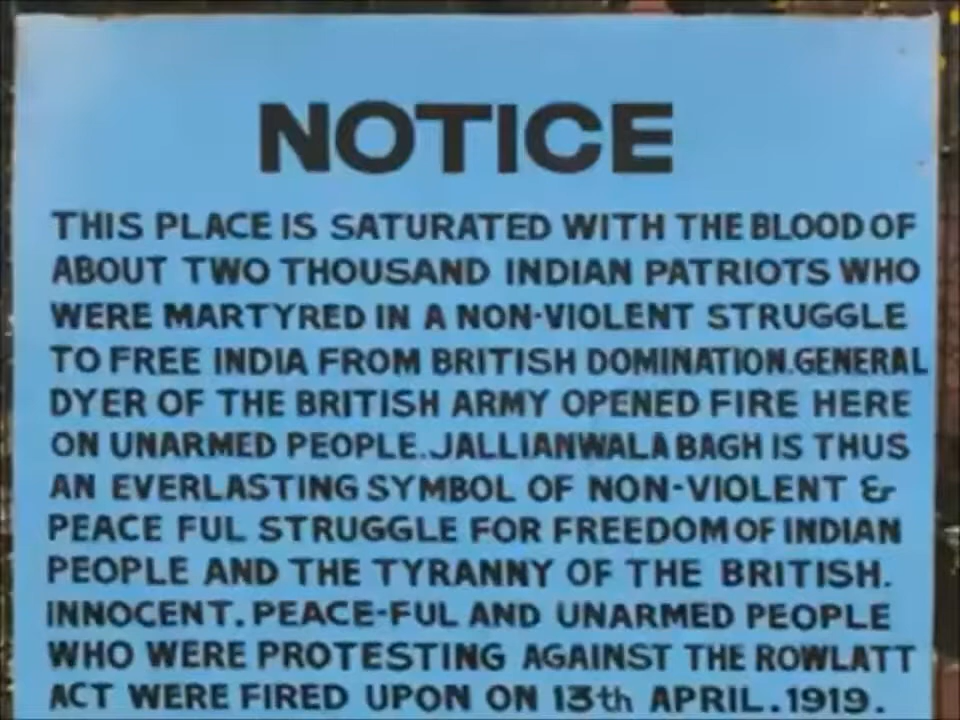 NOTICE
THIS PLACE IS SATURATED WITH THE BLOOD OF
ABOUT TWO THOUSAND INDIAN PATRIOTS WHO
WERE MARTYRED IN A NON-VIOLENT STRUGGLE
TO FREE INDIA FROM BRITISH DOMINATION.GENERAL
DYER OF THE BRITISH ARMY OPENED FIRE HERE
ON UNARMED PEOPLE.JALLIANWALA BAGH IS THUS
AN EVERLASTING SYMBOL OF NON-VIOLENT &
PEACE FUL STRUGGLE FOR FREEDOM OF INDIAN
PEOPLE AND THE TYRANNY OF THE BRITISH.
INNOCENT. PEACE-FUL AND UNARMED PEOPLE
WHO WERE PROTESTING AGAINST THE ROWLATT
ACT WERE FIRED UPON ON 13th APRIL.1919.